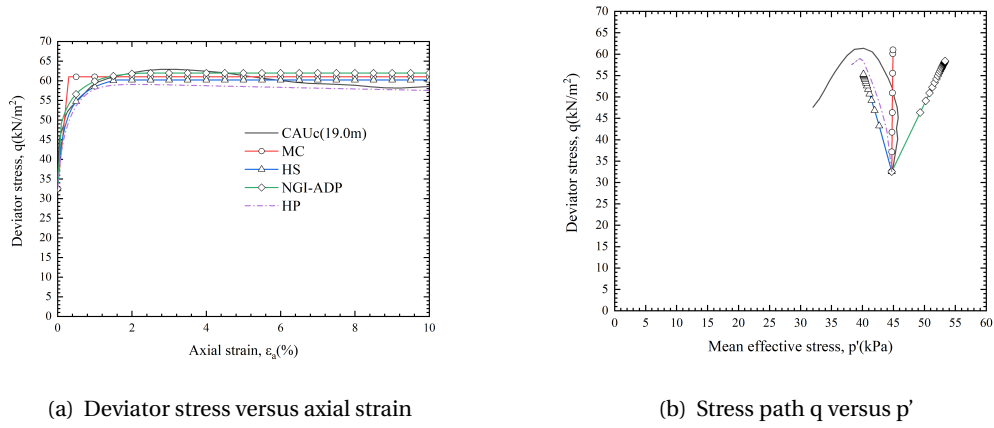 70
65
60
55
50
45
40
35
30
25
20
15
10
5
0
Deviator stress, q(kN/m²)
CAUc(19.0m)
MC
HS
NGI-ADP
HP
0 2 4 6 8 10
Axial strain, εₐ(%)
(a) Deviator stress versus axial strain
70
65
60
55
50
45
40
35
30
25
20
15
10
5
0
Deviator stress, q(kN/m²)
0 5 10 15 20 25 30 35 40 45 50 55 60
Mean effective stress, p'(kPa)
(b) Stress path q versus p’